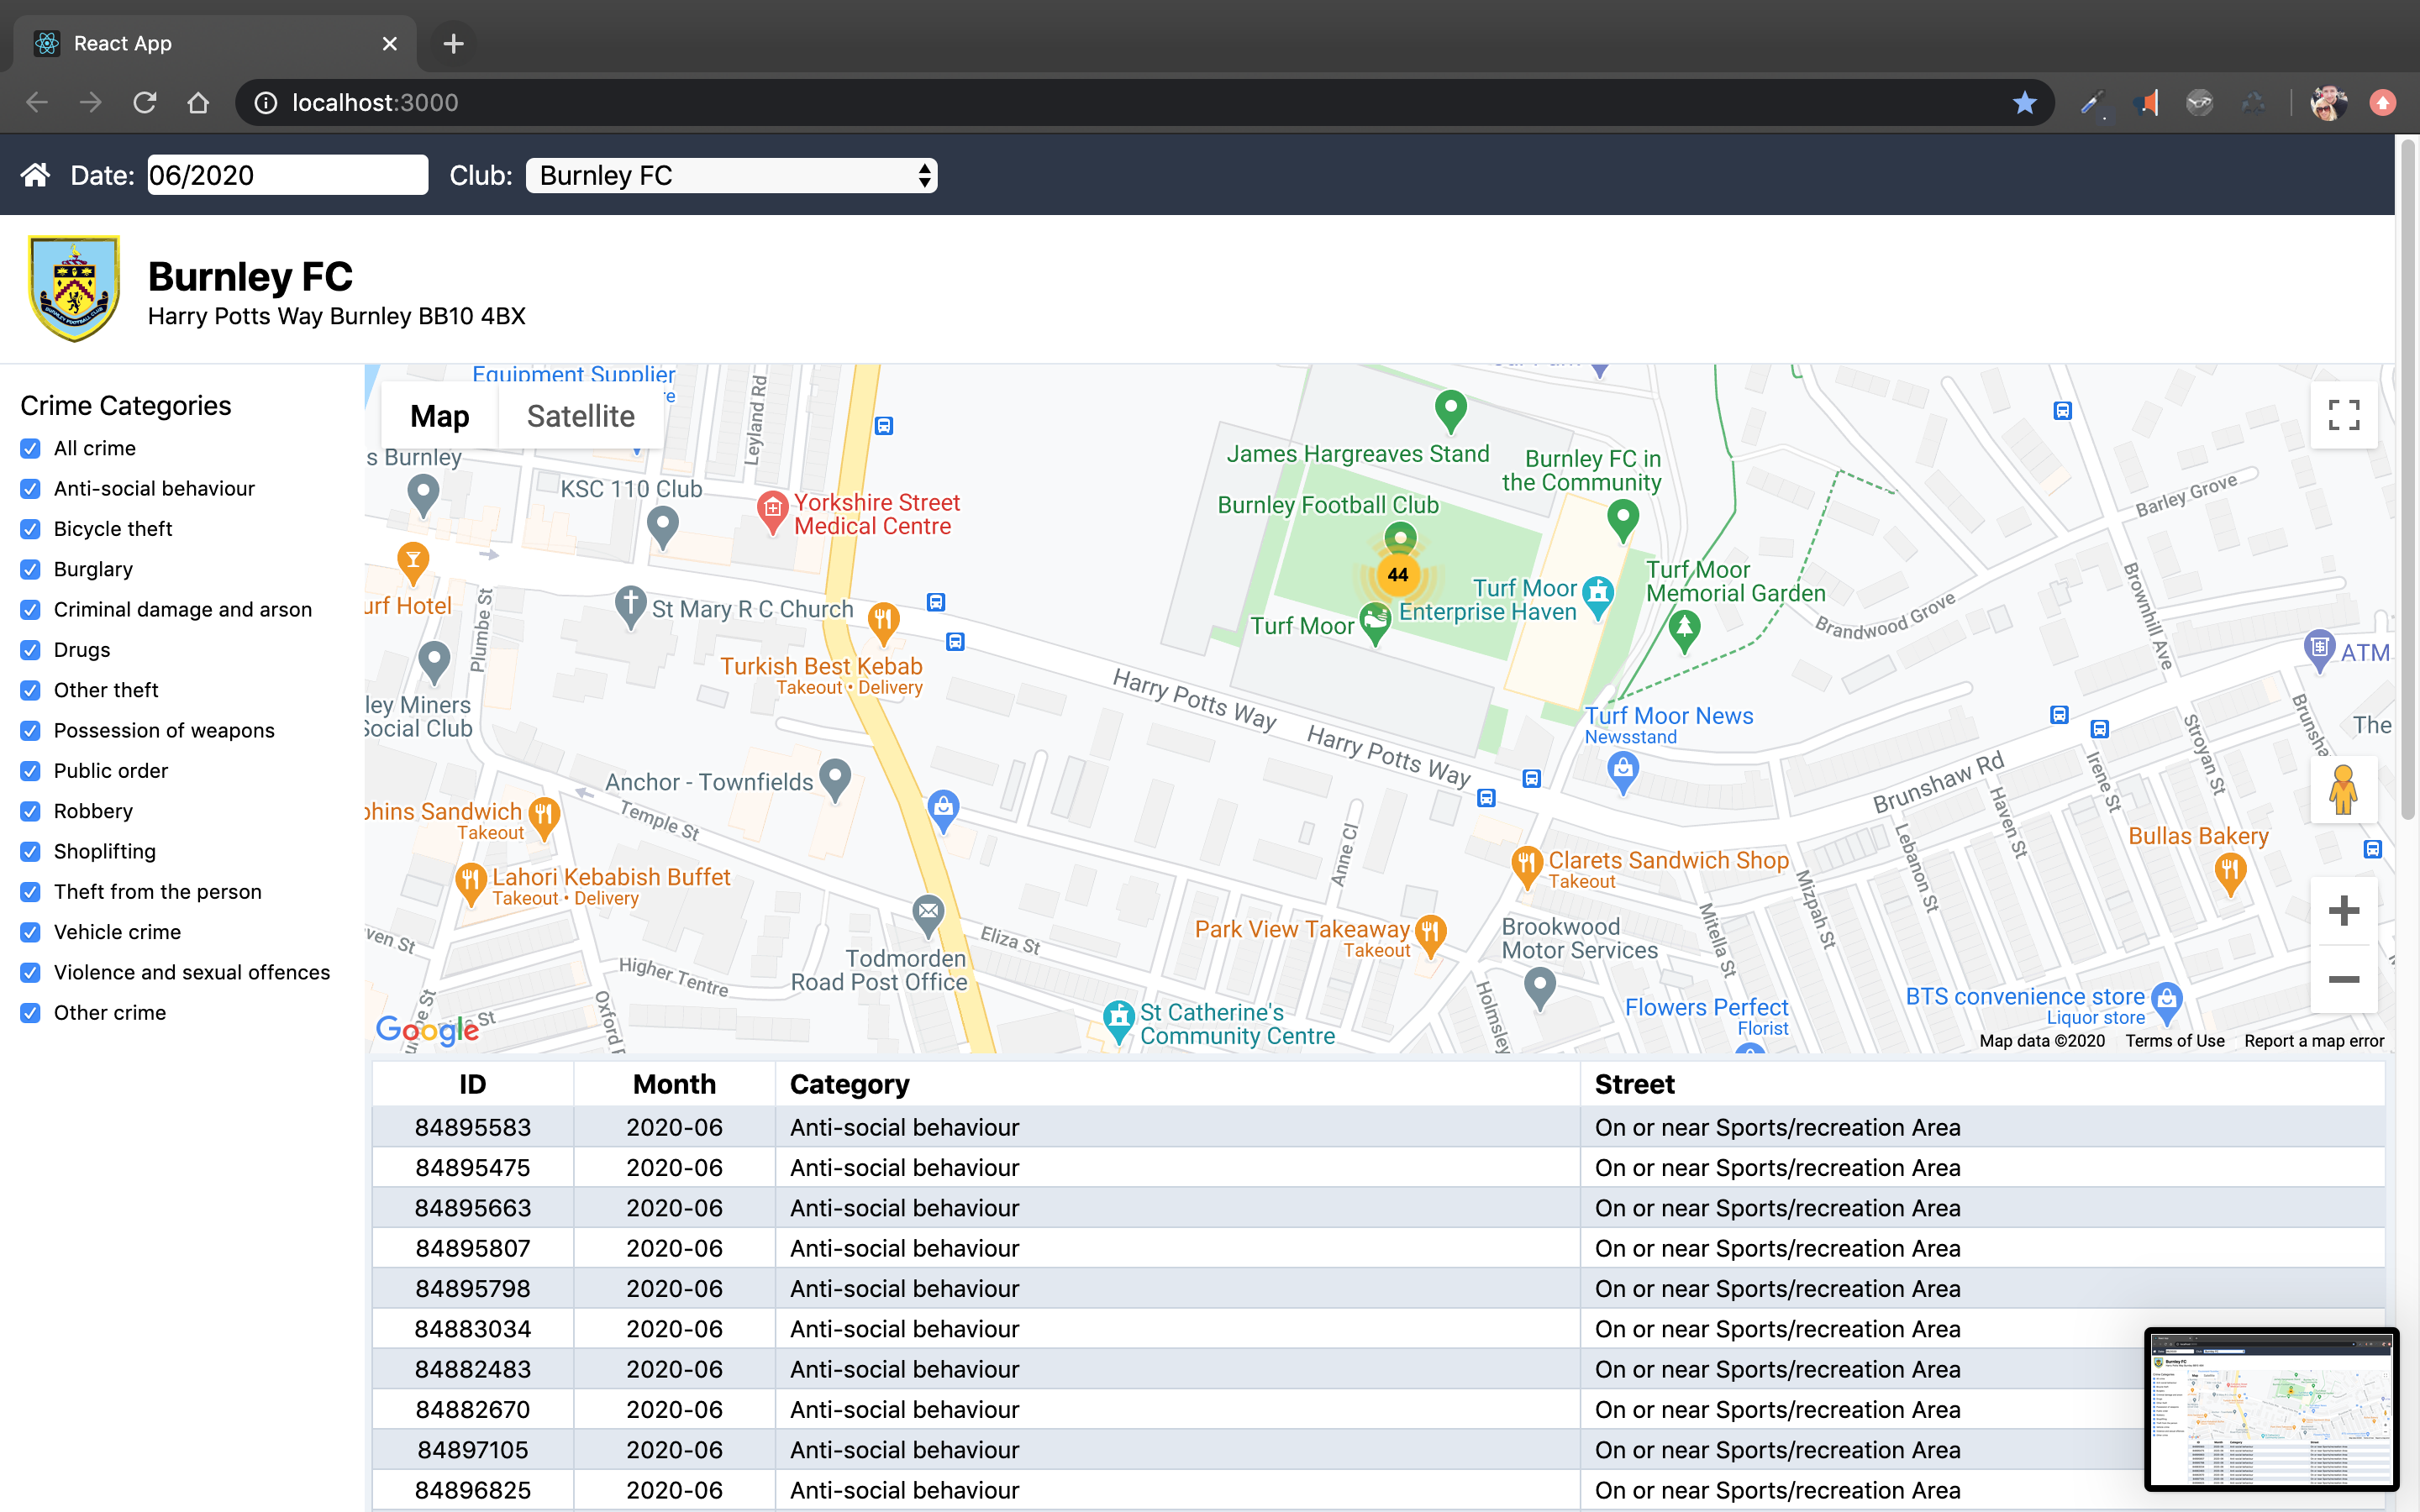 React App
localhost:3000
Date: 06/2020 Club: Burnley FC
Burnley FC
Harry Potts Way Burnley BB10 4BX
Crime Categories
All crime
Anti-social behaviour
Bicycle theft
Burglary
Criminal damage and arson
Drugs
Other theft
Possession of weapons
Public order
Robbery
Shoplifting
Theft from the person
Vehicle crime
Violence and sexual offences
Other crime
Equipment Supplier
Map Satellite
s Burnley
Leyland Rd
KSC 110 Club
Yorkshire Street
Medical Centre
James Hargreaves Stand
Burnley FC in
the Community
Burnley Football Club
44
Barley Grove
urf Hotel
Plumbe St
St Mary R C Church
Turf Moor
Turf Moor
Enterprise Haven
Turf Moor
Memorial Garden
Brandwood Grove
Brownhill Ave
ATM
Turkish Best Kebab
Takeout • Delivery
Harry Potts Way
Harry Potts Way
ley Miners
Social Club
Turf Moor News
Newsstand
Brunshaw Rd
Stroyan St
Brunsha
The
Irene St
Haven St
Anchor - Townfields
Temple St
phins Sandwich
Takeout
Lahori Kebabish Buffet
Takeout • Delivery
Anne Cl
Clarets Sandwich Shop
Takeout
Lebanon St
Mizpah St
Bullas Bakery
ven St
Eliza St
Park View Takeaway
Takeout
Brookwood
Motor Services
Mitella St
Todmorden
Road Post Office
Higher Tentre
Oxford
Holmsley
Flowers Perfect
Florist
BTS convenience store
Liquor store
St Catherine's
Community Centre
Google
Map data ©2020 Terms of Use Report a map error
ID Month Category Street
84895583 2020-06 Anti-social behaviour On or near Sports/recreation Area
84895475 2020-06 Anti-social behaviour On or near Sports/recreation Area
84895663 2020-06 Anti-social behaviour On or near Sports/recreation Area
84895807 2020-06 Anti-social behaviour On or near Sports/recreation Area
84895798 2020-06 Anti-social behaviour On or near Sports/recreation Area
84883034 2020-06 Anti-social behaviour On or near Sports/recreation Area
84882483 2020-06 Anti-social behaviour On or near Sports/recreation Area
84882670 2020-06 Anti-social behaviour On or near Sports/recreation Area
84897105 2020-06 Anti-social behaviour On or near Sports/recreation Area
84896825 2020-06 Anti-social behaviour On or near Sports/recreation Area